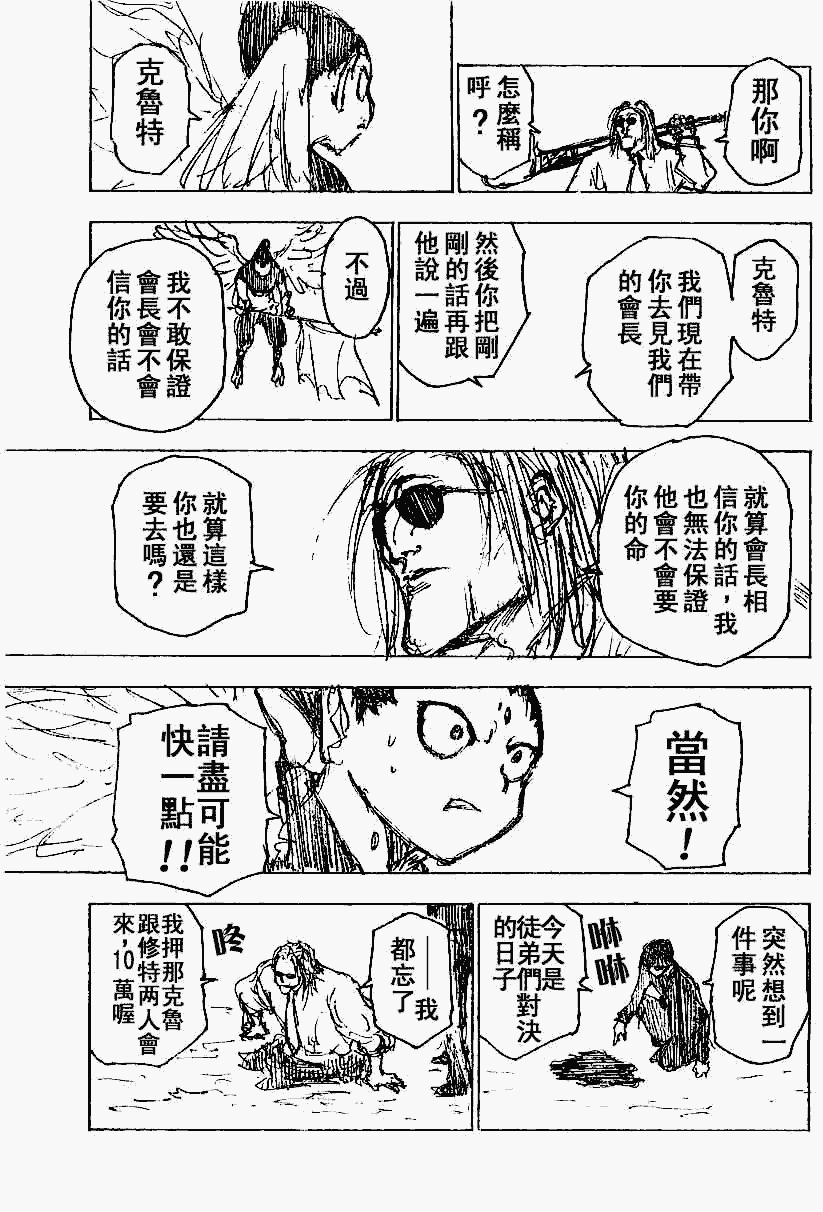 那你啊
怎麼稱
呼？
克魯特
克魯特
我們現在帶
你去見我們
的會長
然後你把剛
剛的話再跟
他說一遍
不過
我不敢保證
會長會不會
信你的話
就算會長相
信你的話，我
也無法保證
他會不會要
你的命
就算這樣
你也還是
要去嗎？
當然！
請盡可能
快一點!!
突然想到一
件事呢
咻咻
今天是
徒弟們對決
的日子
——我
都忘了
咚
我押那克魯
跟修特两人會
來，10萬喔